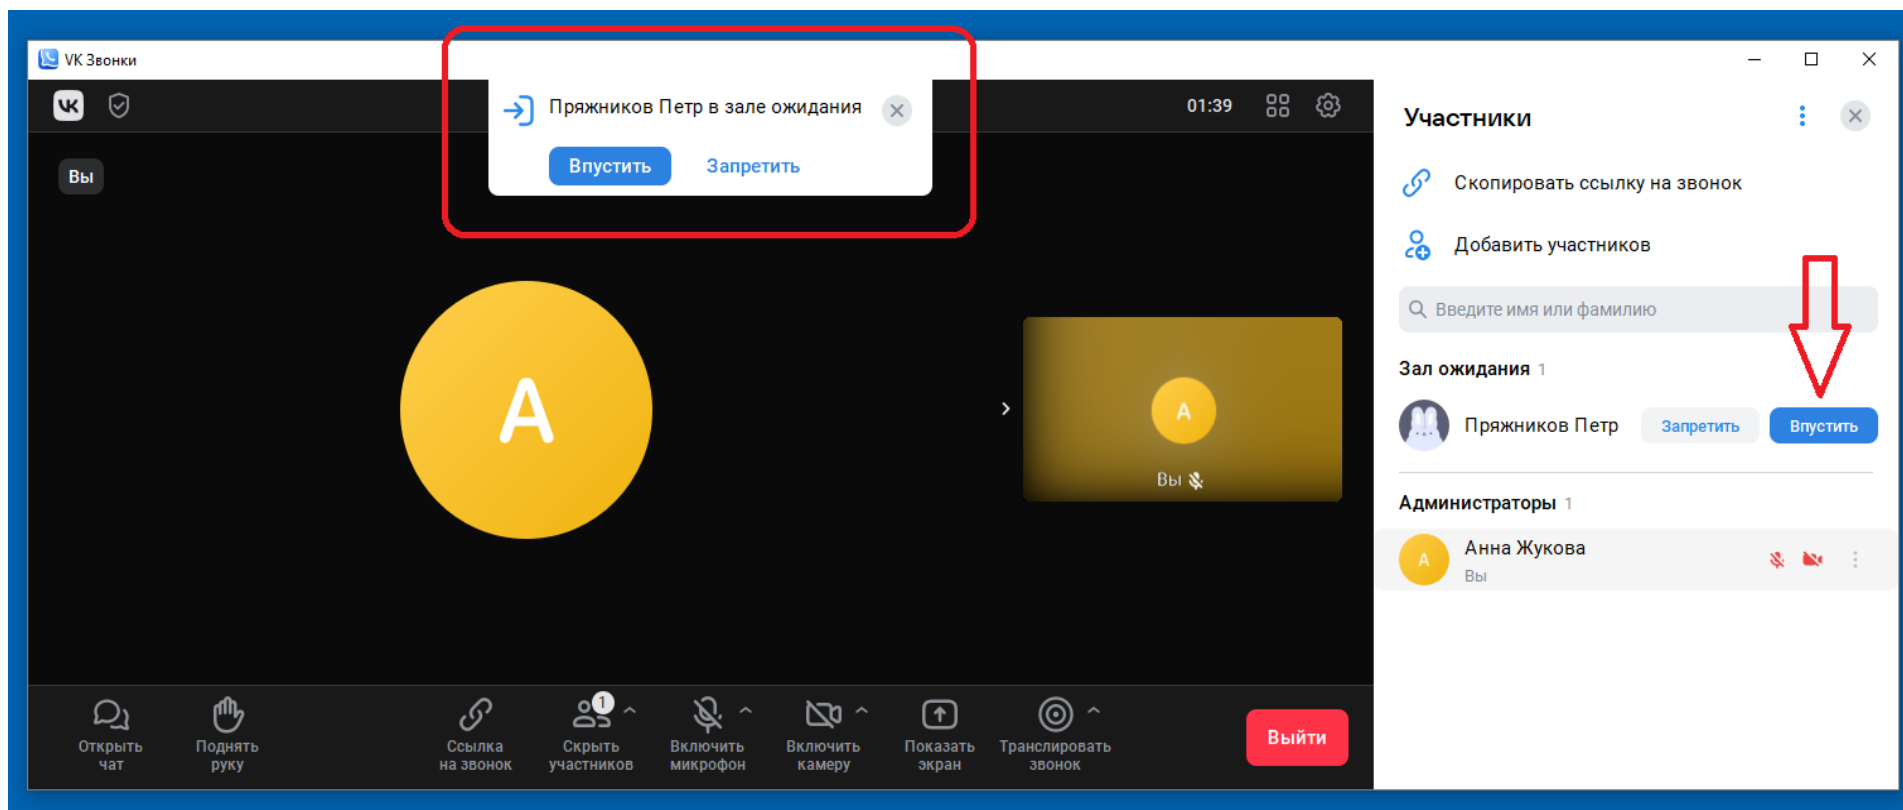 VK Звонки
Пряжников Петр в зале ожидания
Впустить Запретить
01:39
Вы
A
A
Вы
Участники
Скопировать ссылку на звонок
Добавить участников
Введите имя или фамилию
Зал ожидания 1
Пряжников Петр Запретить Впустить
Администраторы 1
A
Анна Жукова
Вы
Открыть чат
Поднять руку
Ссылка на звонок
1
Скрыть участников
Включить микрофон
Включить камеру
Показать экран
Транслировать звонок
Выйти